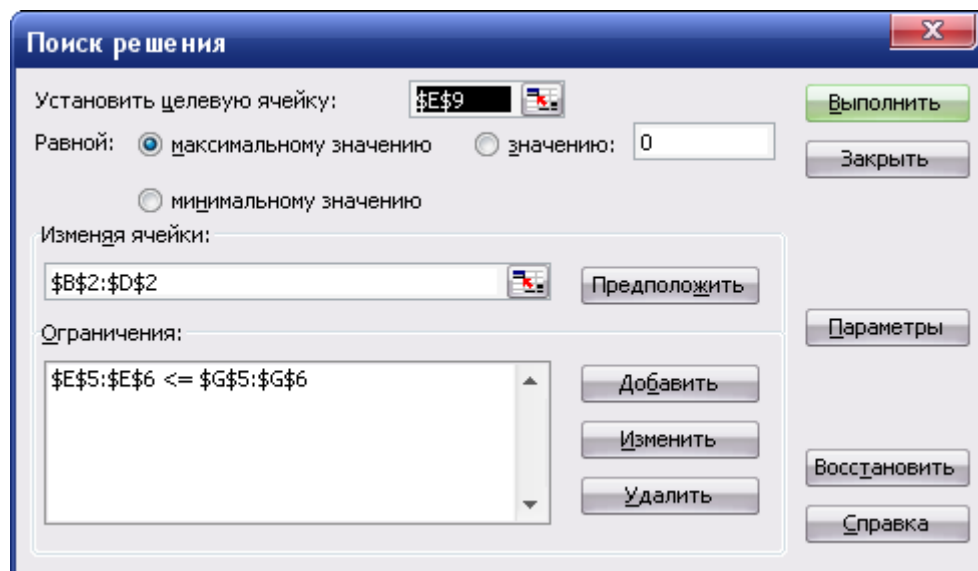 Поиск решения
Установить целевую ячейку: $E$9
Выполнить
Равной: максимальному значению значению: 0
Закрыть
минимальному значению
Изменяя ячейки:
$B$2:$D$2 Предположить
Параметры
Ограничения:
$E$5:$E$6 <= $G$5:$G$6
Добавить
Изменить
Восстановить
Удалить
Справка